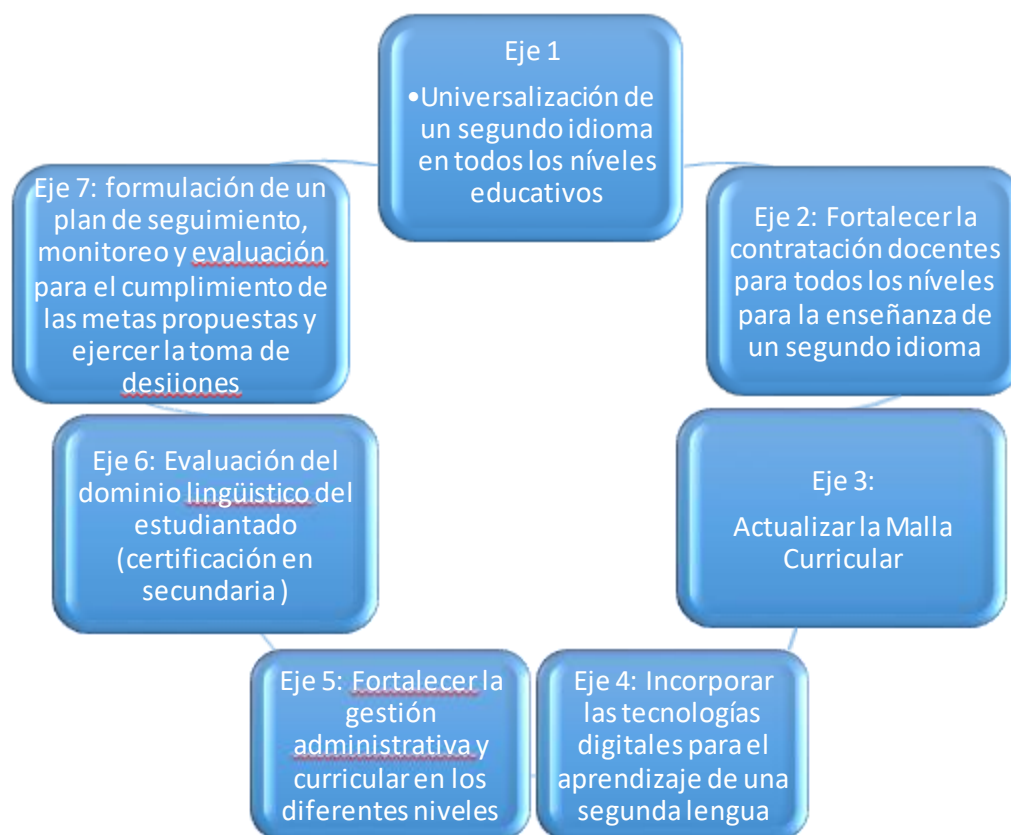 Eje 1
•Universalización de
un segundo idioma
en todos los níveles
educativos
Eje 2: Fortalecer la
contratación docentes
para todos los níveles
para la enseñanza de
un segundo idioma
Eje 3:
Actualizar la Malla
Curricular
Eje 4: Incorporar
las tecnologías
digitales para el
aprendizaje de una
segunda lengua
Eje 5: Fortalecer la
gestión
administrativa y
curricular en los
diferentes niveles
Eje 6: Evaluación del
dominio lingüistico del
estudiantado
(certificación en
secundaria )
Eje 7: formulación de un
plan de seguimiento,
monitoreo y evaluación
para el cumplimiento de
las metas propuestas y
ejercer la toma de
desiiones